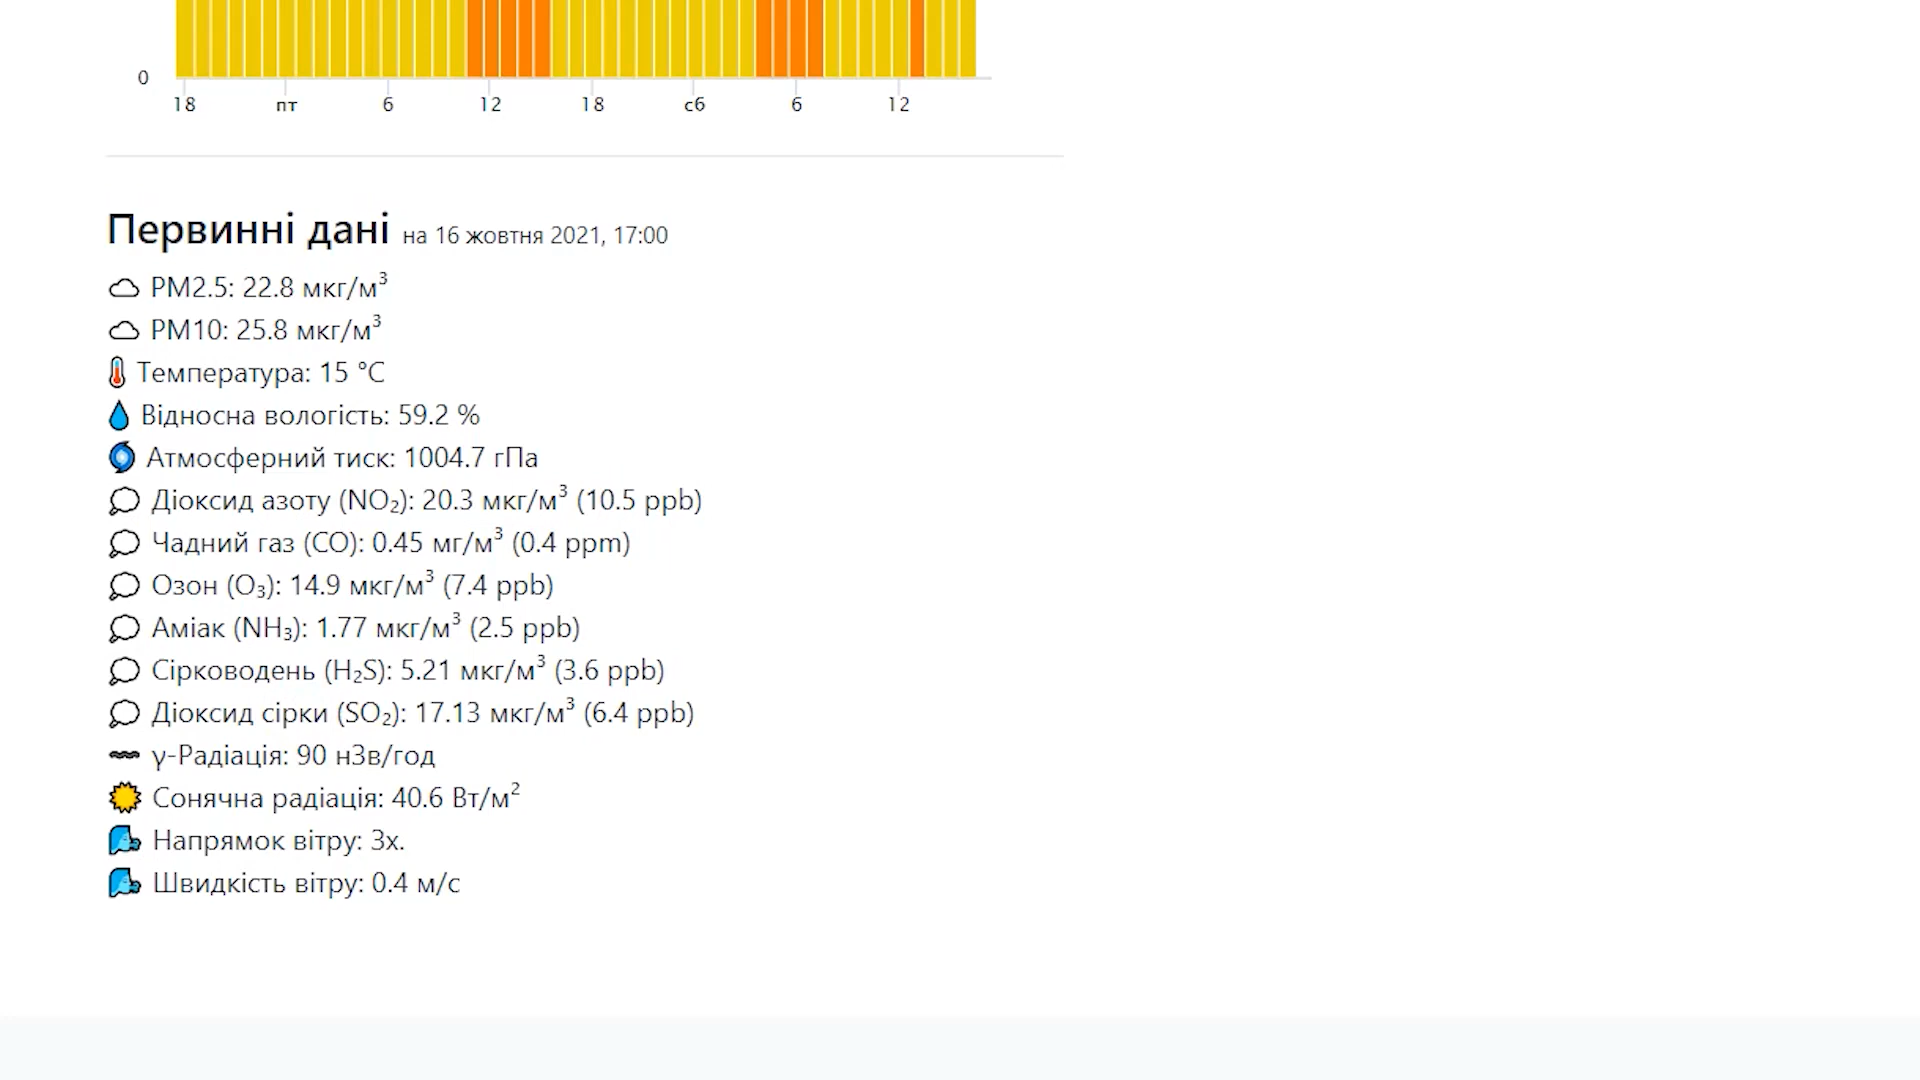 0
18 пт 6 12 18 сб 6 12
Первинні дані на 16 жовтня 2021, 17:00
PM2.5: 22.8 мкг/м³
PM10: 25.8 мкг/м³
Температура: 15 °C
Відносна вологість: 59.2 %
Атмосферний тиск: 1004.7 гПа
Діоксид азоту (NO₂): 20.3 мкг/м³ (10.5 ppb)
Чадний газ (CO): 0.45 мг/м³ (0.4 ppm)
Озон (O₃): 14.9 мкг/м³ (7.4 ppb)
Аміак (NH₃): 1.77 мкг/м³ (2.5 ppb)
Сірководень (H₂S): 5.21 мкг/м³ (3.6 ppb)
Діоксид сірки (SO₂): 17.13 мкг/м³ (6.4 ppb)
γ-Радіація: 90 нЗв/год
Сонячна радіація: 40.6 Вт/м²
Напрямок вітру: Зх.
Швидкість вітру: 0.4 м/с